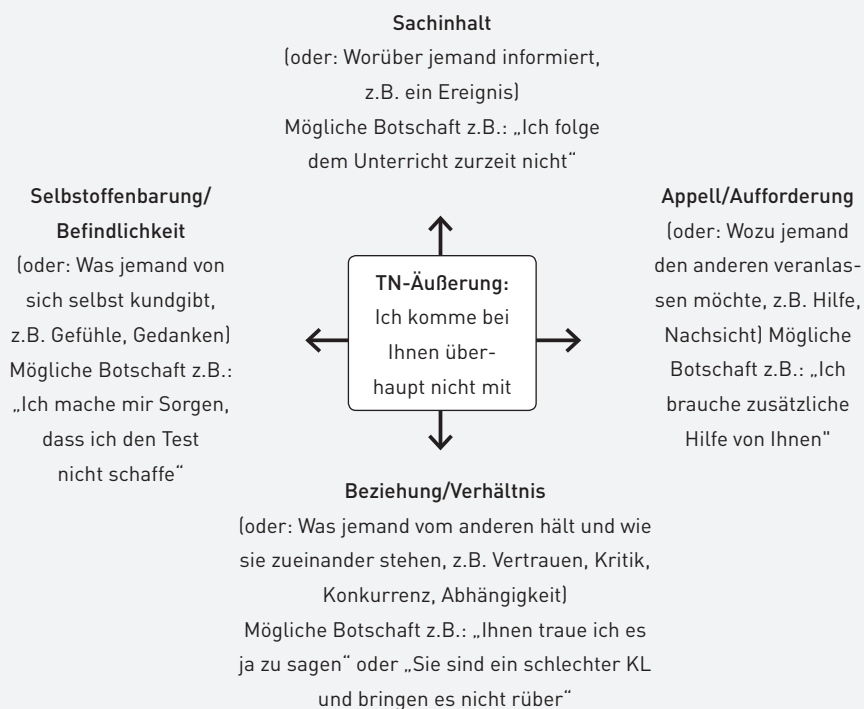 Sachinhalt
(oder: Worüber jemand informiert,
z.B. ein Ereignis)
Mögliche Botschaft z.B.: „Ich folge
dem Unterricht zurzeit nicht“
Selbstoffenbarung/
Befindlichkeit
(oder: Was jemand von
sich selbst kundgibt,
z.B. Gefühle, Gedanken)
Mögliche Botschaft z.B.:
„Ich mache mir Sorgen,
dass ich den Test
nicht schaffe“
TN-Äußerung:
Ich komme bei
Ihnen über-
haupt nicht mit
Appell/Aufforderung
(oder: Wozu jemand
den anderen veranlas-
sen möchte, z.B. Hilfe,
Nachsicht) Mögliche
Botschaft z.B.: „Ich
brauche zusätzliche
Hilfe von Ihnen"
Beziehung/Verhältnis
(oder: Was jemand vom anderen hält und wie
sie zueinander stehen, z.B. Vertrauen, Kritik,
Konkurrenz, Abhängigkeit)
Mögliche Botschaft z.B.: „Ihnen traue ich es
ja zu sagen“ oder „Sie sind ein schlechter KL
und bringen es nicht rüber“